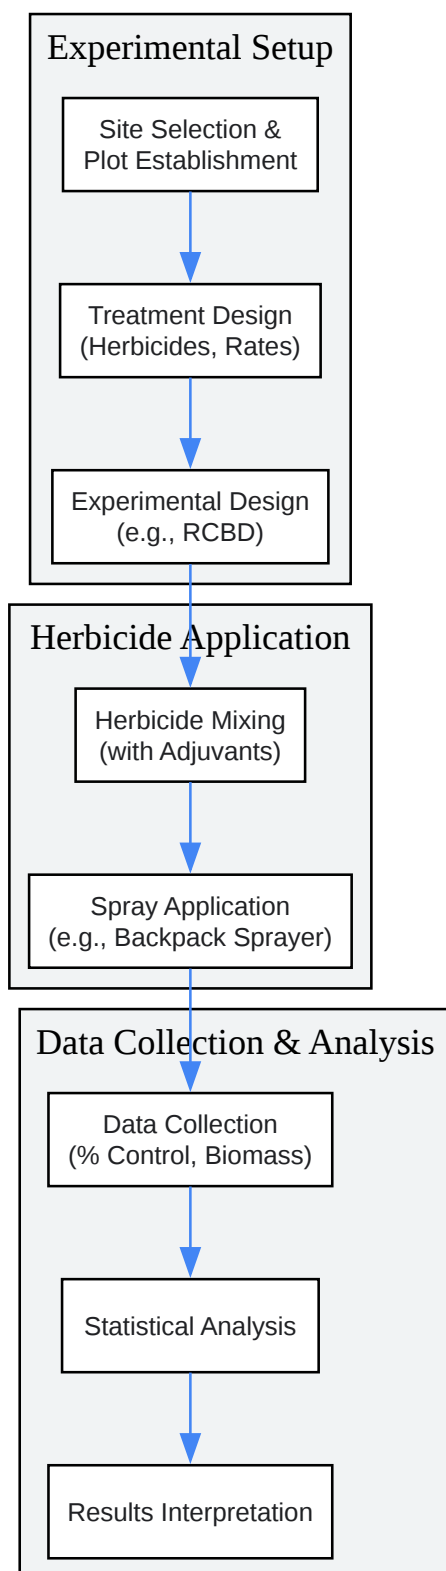 Experimental Setup
Site Selection &
Plot Establishment
Treatment Design
(Herbicides, Rates)
Experimental Design
(e.g., RCBD)
Herbicide Application
Herbicide Mixing
(with Adjuvants)
Spray Application
(e.g., Backpack Sprayer)
Data Collection & Analysis
Data Collection
(% Control, Biomass)
Statistical Analysis
Results Interpretation